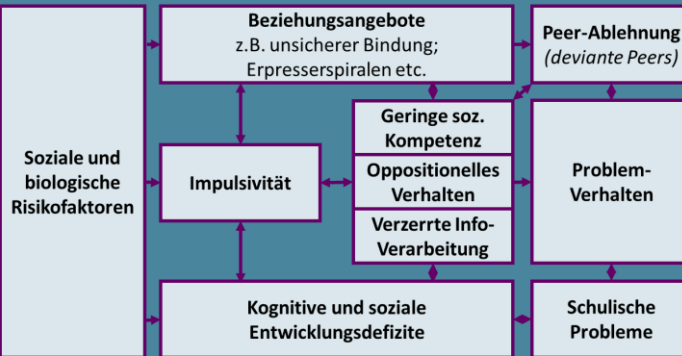 Beziehungsangebote
z.B. unsicherer Bindung;
Erpresserspiralen etc.
Peer-Ablehnung
(deviante Peers)
Soziale und
biologische
Risikofaktoren
Impulsivität
Geringe soz.
Kompetenz
Oppositionelles
Verhalten
Verzerrte Info-
Verarbeitung
Problem-
Verhalten
Kognitive und soziale
Entwicklungsdefizite
Schulische
Probleme